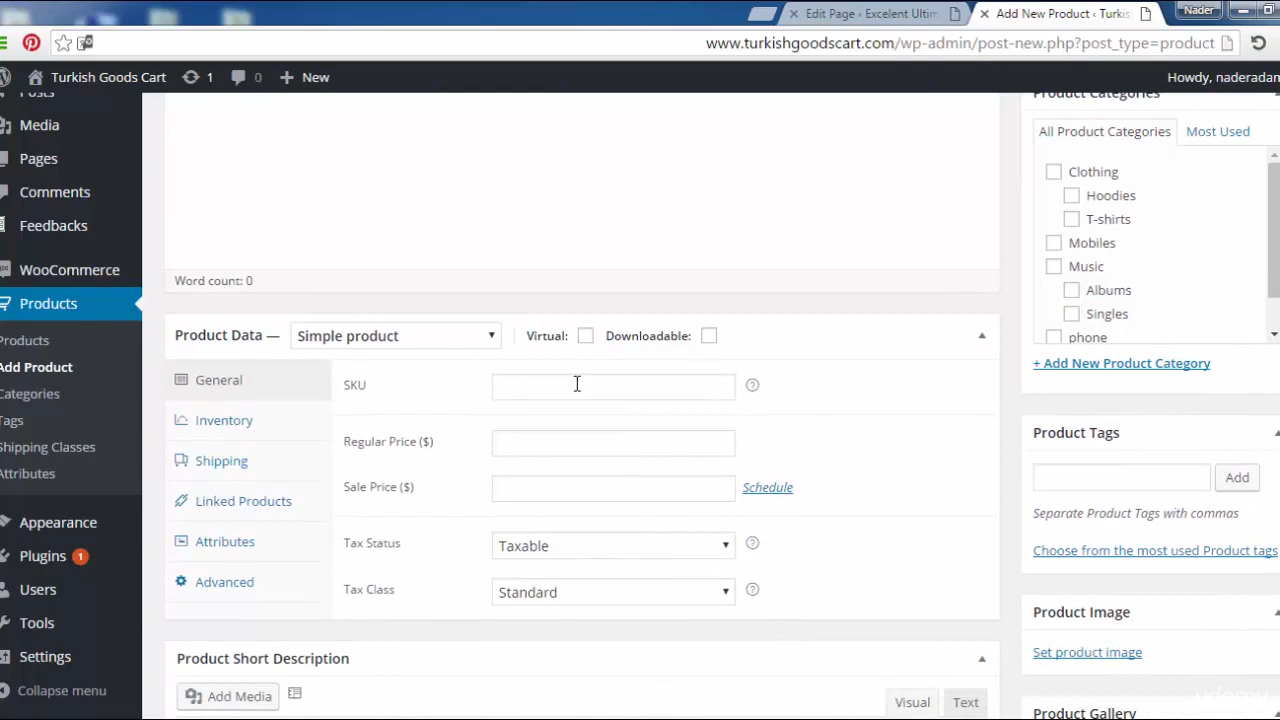 Edit Page ‹ Excelent Ultim
Add New Product ‹ Turkis
Nader
www.turkishgoodscart.com/wp-admin/post-new.php?post_type=product
Turkish Goods Cart
1
0
New
Howdy, naderadam
Posts
Media
Pages
Comments
Feedbacks
WooCommerce
Products
Products
Add Product
Categories
Tags
Shipping Classes
Attributes
Appearance
Plugins 1
Users
Tools
Settings
Collapse menu
Word count: 0
Product Data —
Simple product
Virtual:
Downloadable:
General
Inventory
Shipping
Linked Products
Attributes
Advanced
SKU
Regular Price ($)
Sale Price ($)
Schedule
Tax Status
Taxable
Tax Class
Standard
Product Short Description
Add Media
Visual
Text
Product Categories
All Product Categories
Most Used
Clothing
Hoodies
T-shirts
Mobiles
Music
Albums
Singles
phone
+ Add New Product Category
Product Tags
Add
Separate Product Tags with commas
Choose from the most used Product tags
Product Image
Set product image
Product Gallery
udemy